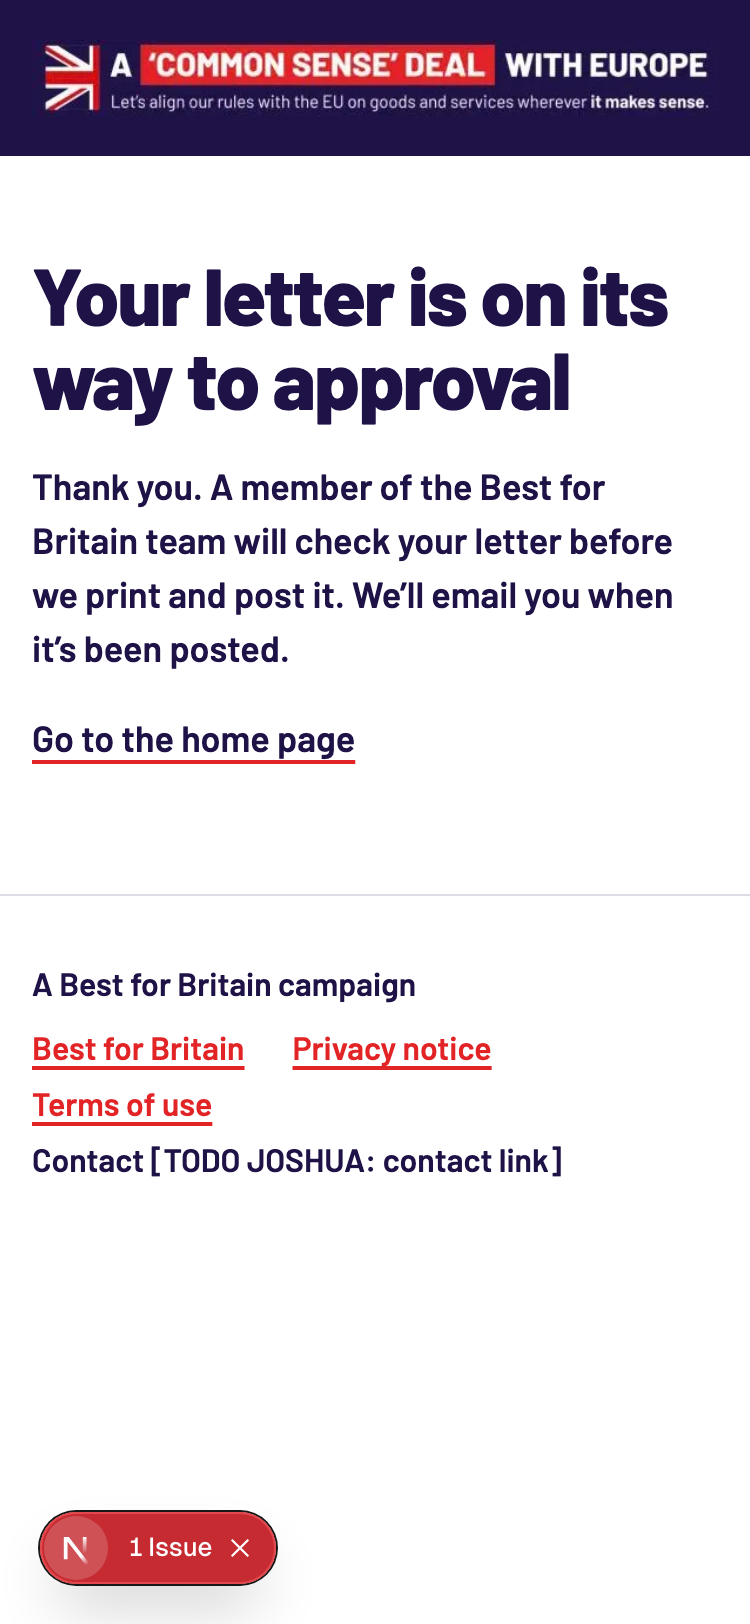 A ‘COMMON SENSE’ DEAL WITH EUROPE
Let’s align our rules with the EU on goods and services wherever it makes sense.
Your letter is on its
way to approval
Thank you. A member of the Best for
Britain team will check your letter before
we print and post it. We’ll email you when
it’s been posted.
Go to the home page
A Best for Britain campaign
Best for Britain Privacy notice
Terms of use
Contact [TODO JOSHUA: contact link]
N 1 Issue